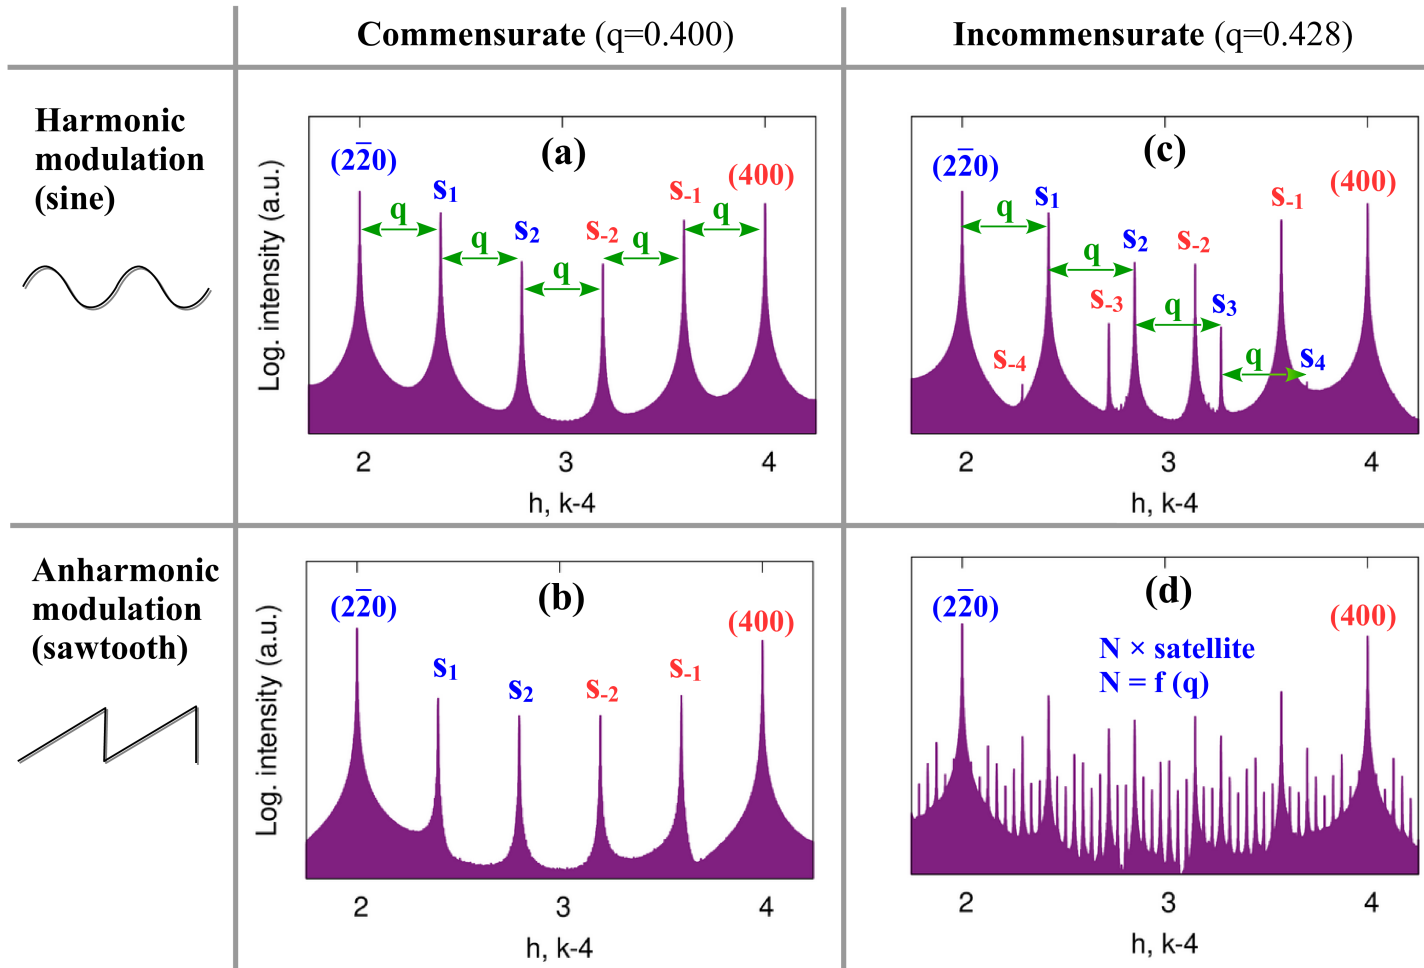 Commensurate (q=0.400)
Incommensurate (q=0.428)
Harmonic
modulation
(sine)
(a)
(22̅0)
s1
q
q
s2
q
s-2
q
s-1
q
(400)
Log. intensity (a.u.)
2
3
4
h, k-4
(c)
(22̅0)
s1
q
s2
q
s-2
s-1
(400)
s-3
q
s3
s-4
q
s4
2
3
4
h, k-4
Anharmonic
modulation
(sawtooth)
(b)
(22̅0)
s1
s2
s-2
s-1
(400)
Log. intensity (a.u.)
2
3
4
h, k-4
(d)
(22̅0)
(400)
N × satellite
N = f (q)
2
3
4
h, k-4